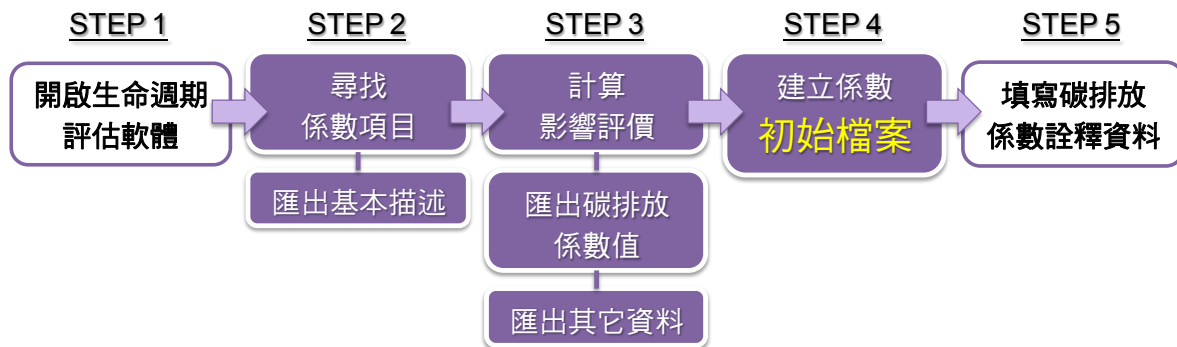 STEP 1
STEP 2
STEP 3
STEP 4
STEP 5
開啟生命週期
評估軟體
尋找
係數項目
計算
影響評價
建立係數
初始檔案
填寫碳排放
係數詮釋資料
匯出基本描述
匯出碳排放
係數值
匯出其它資料